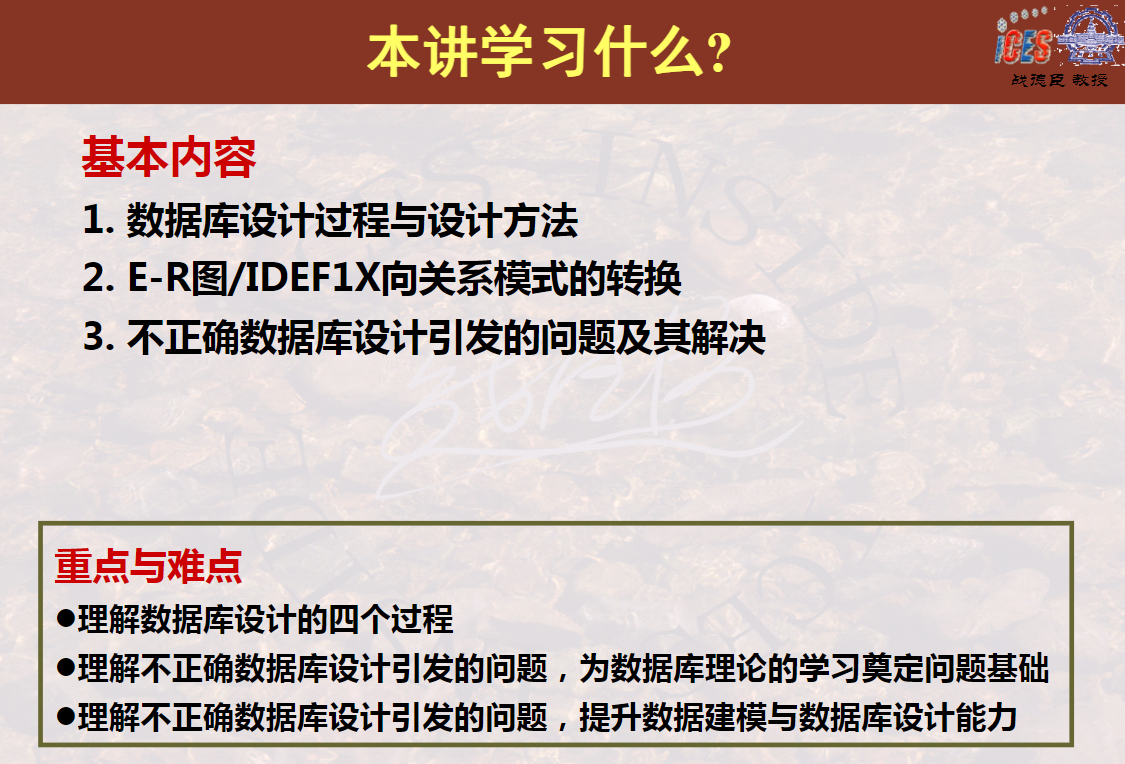 本讲学习什么?
iCES
战德臣 教授
基本内容
1. 数据库设计过程与设计方法
2. E-R图/IDEF1X向关系模式的转换
3. 不正确数据库设计引发的问题及其解决
重点与难点
●理解数据库设计的四个过程
●理解不正确数据库设计引发的问题，为数据库理论的学习奠定问题基础
●理解不正确数据库设计引发的问题，提升数据建模与数据库设计能力